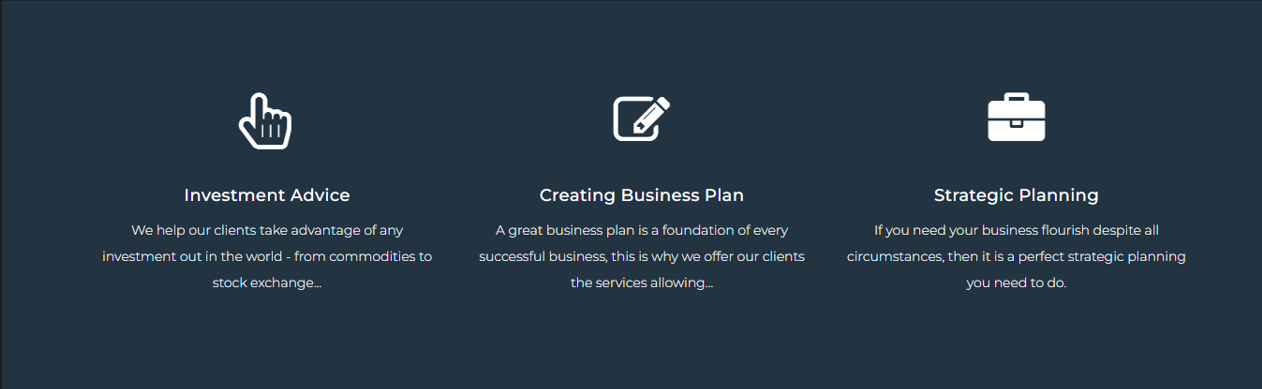 Investment Advice
We help our clients take advantage of any
investment out in the world - from commodities to
stock exchange...
Creating Business Plan
A great business plan is a foundation of every
successful business, this is why we offer our clients
the services allowing...
Strategic Planning
If you need your business flourish despite all
circumstances, then it is a perfect strategic planning
you need to do.